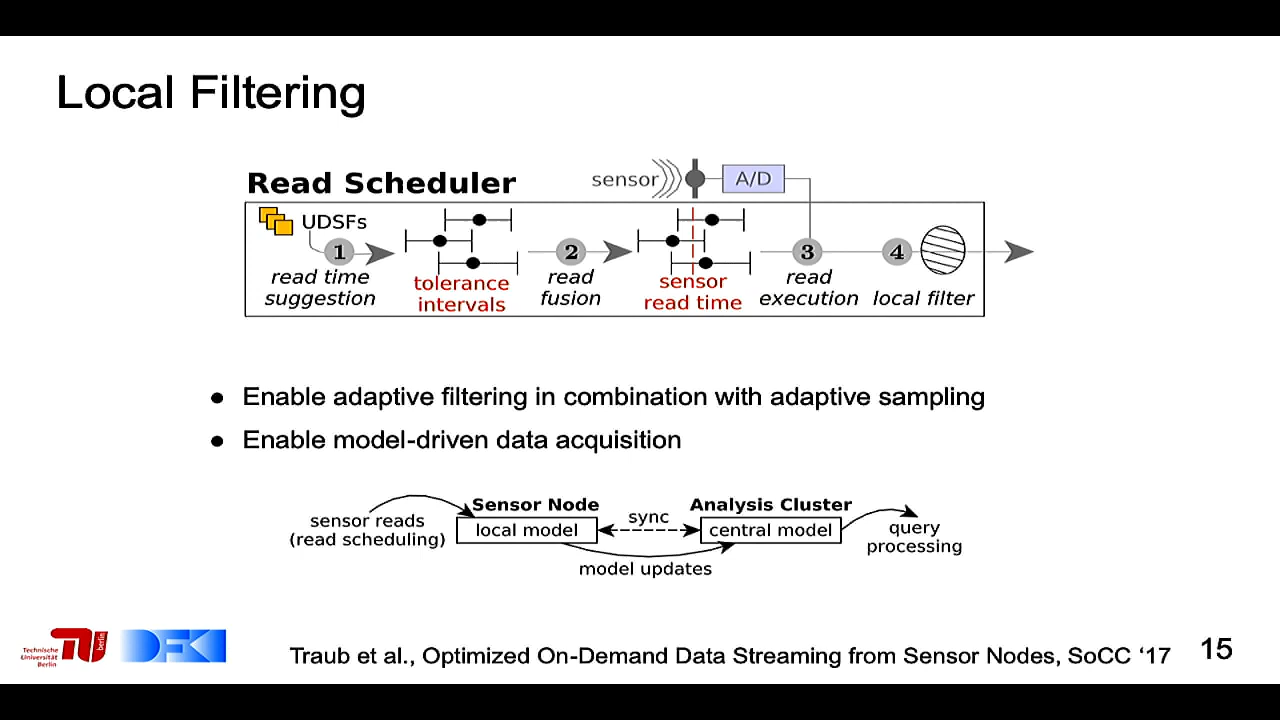 Local Filtering
Read Scheduler
sensor
A/D
UDSFs
1
read time
suggestion
tolerance
intervals
2
read
fusion
sensor
read time
3
read
execution
4
local filter
● Enable adaptive filtering in combination with adaptive sampling
● Enable model-driven data acquisition
sensor reads
(read scheduling)
Sensor Node
local model
sync
model updates
Analysis Cluster
central model
query
processing
Technische
Universität
Berlin
TU
berlin
DFKI
Traub et al., Optimized On-Demand Data Streaming from Sensor Nodes, SoCC ‘17
15